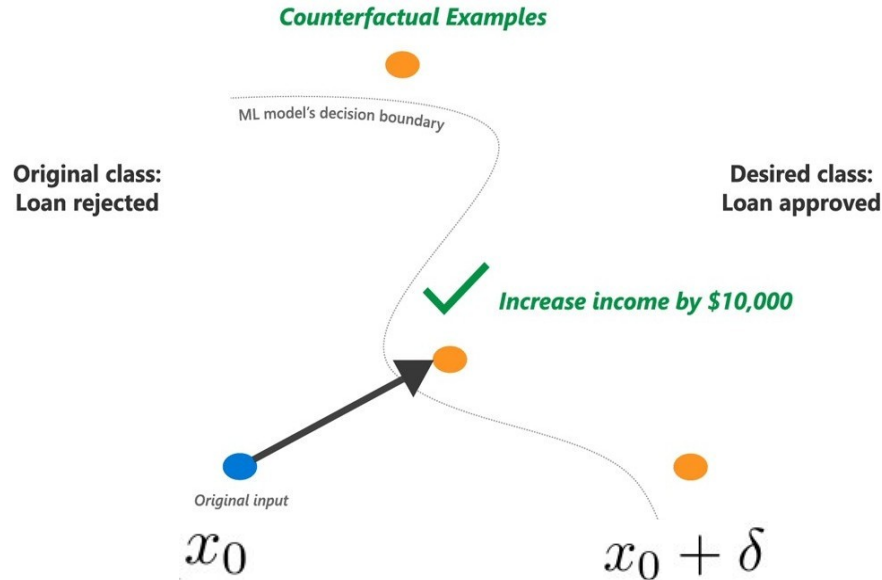 Counterfactual Examples
ML model's decision boundary
Original class:
Loan rejected
Desired class:
Loan approved
Increase income by $10,000
Original input
x₀
x₀ + δ